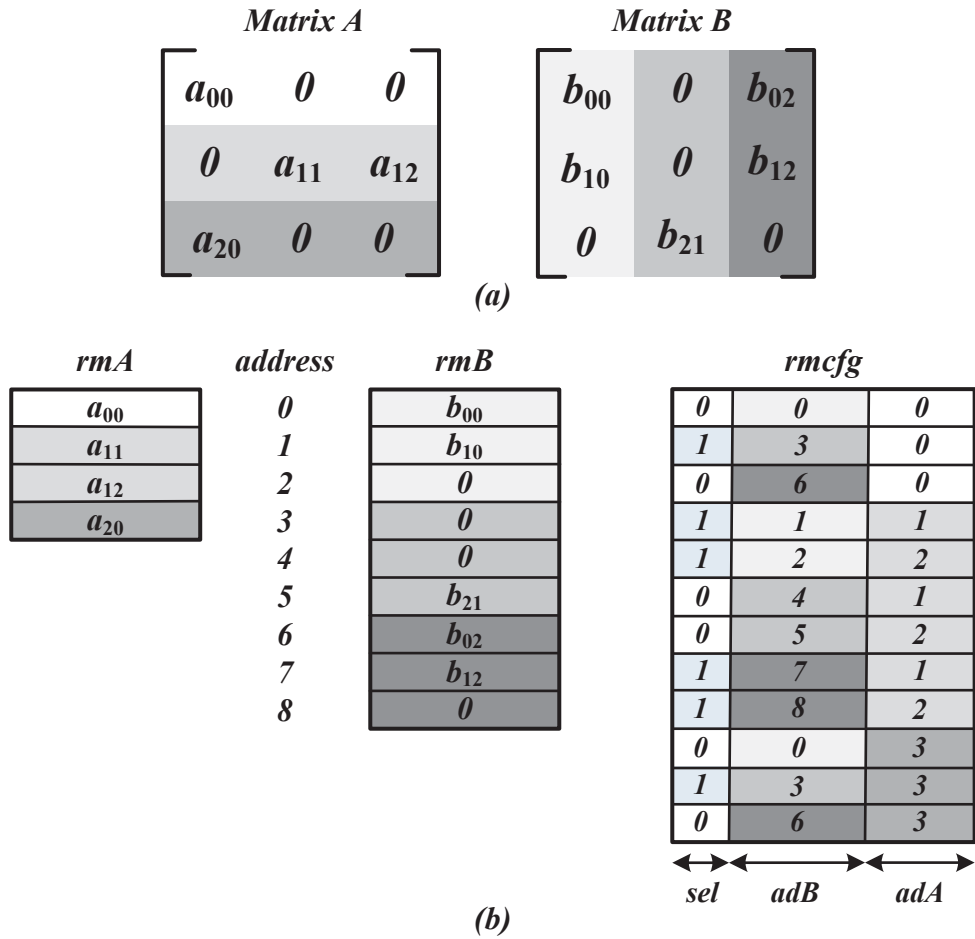 Matrix A Matrix B
a00 0 0 b00 0 b02
0 a11 a12 b10 0 b12
a20 0 0 0 b21 0
(a)
rmA address rmB rmcfg
a00 0 b00 0 0 0
a11 1 b10 1 3 0
a12 2 0 0 6 0
a20 3 0 1 1 1
4 0 1 2 2
5 b21 0 4 1
6 b02 0 5 2
7 b12 1 7 1
8 0 1 8 2
0 0 3
1 3 3
0 6 3
sel adB adA
(b)